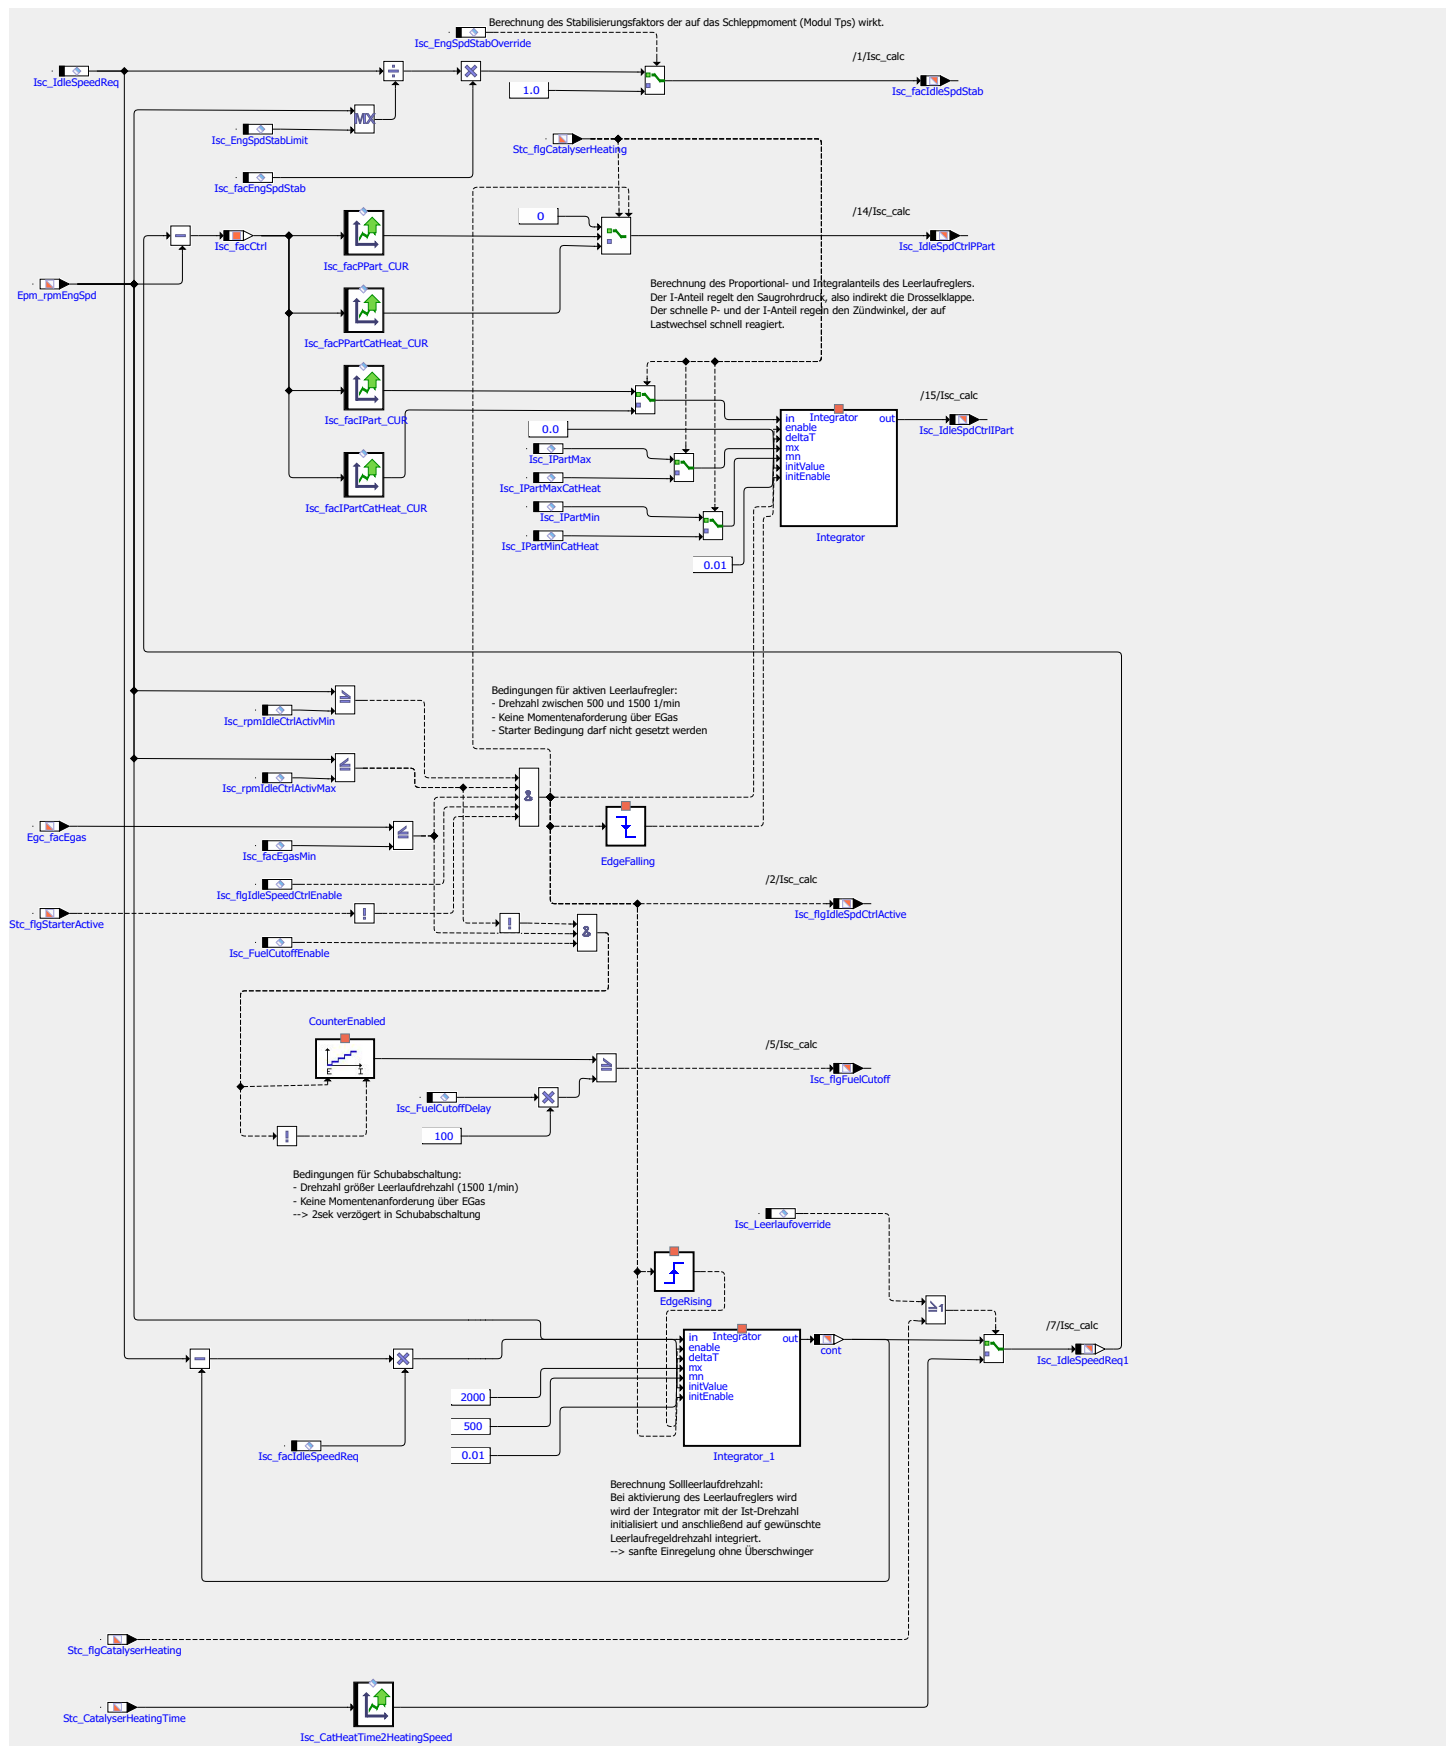 Berechnung des Stabilisierungsfaktors der auf das Schleppmoment (Modul Tps) wirkt.
Isc_EngSpdStabOverride
/1/Isc_calc
Isc_IdleSpeedReq
1.0
Isc_facIdleSpdStab
MX
Isc_EngSpdStabLimit
Stc_flgCatalyserHeating
Isc_facEngSpdStab
0
/14/Isc_calc
Isc_facCtrl
Isc_IdleSpdCtrlPPart
Isc_facPPart_CUR
Epm_rpmEngSpd
Berechnung des Proportional- und Integralanteils des Leerlaufreglers.
Der I-Anteil regelt den Saugrohrdruck, also indirekt die Drosselklappe.
Der schnelle P- und der I-Anteil regeln den Zündwinkel, der auf
Lastwechsel schnell reagiert.
Isc_facPPartCatHeat_CUR
/15/Isc_calc
Isc_facIPart_CUR
in Integrator out
enable
deltaT
mx
mn
initValue
initEnable
Isc_IdleSpdCtrlIPart
0.0
Isc_IPartMax
Isc_IPartMaxCatHeat
Isc_facIPartCatHeat_CUR
Isc_IPartMin
Isc_IPartMinCatHeat
Integrator
0.01
Bedingungen für aktiven Leerlaufregler:
- Drehzahl zwischen 500 und 1500 1/min
- Keine Momentenaforderung über EGas
- Starter Bedingung darf nicht gesetzt werden
≥
Isc_rpmIdleCtrlActivMin
≤
Isc_rpmIdleCtrlActivMax
&
Egc_facEgas
≤
Isc_facEgasMin
EdgeFalling
/2/Isc_calc
Isc_flgIdleSpeedCtrlEnable
Isc_flgIdleSpdCtrlActive
Stc_flgStarterActive
!
!
&
Isc_FuelCutoffEnable
CounterEnabled
E I
/5/Isc_calc
≥
Isc_flgFuelCutoff
Isc_FuelCutoffDelay
100
!
Bedingungen für Schubabschaltung:
- Drehzahl größer Leerlaufdrehzahl (1500 1/min)
- Keine Momentenanforderung über EGas
--> 2sek verzögert in Schubabschaltung
Isc_Leerlaufoverride
EdgeRising
≥1
/7/Isc_calc
in Integrator out
enable
deltaT
mx
mn
initValue
initEnable
cont
Isc_IdleSpeedReq1
2000
500
0.01
Isc_facIdleSpeedReq
Integrator_1
Berechnung Sollleerlaufdrehzahl:
Bei aktivierung des Leerlaufreglers wird
wird der Integrator mit der Ist-Drehzahl
initialisiert und anschließend auf gewünschte
Leerlaufregeldrehzahl integriert.
--> sanfte Einregelung ohne Überschwinger
Stc_flgCatalyserHeating
Stc_CatalyserHeatingTime
Isc_CatHeatTime2HeatingSpeed